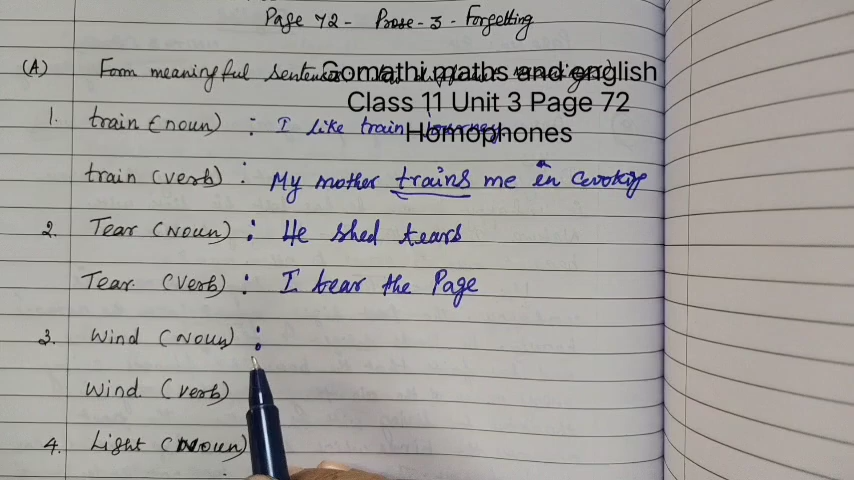 Page 72 - Prose - 3 - Forgetting
(A) Form meaningful sentences
Gomathi maths and english
Class 11 Unit 3 Page 72
Homophones
1. train (noun) : I like train
train (verb) : My mother trains me in
2. Tear (Noun) : He shed tears
Tear. (Verb) : I tear the Page
3. Wind (Noun) :
Wind. (verb)
4. Light (Noun)